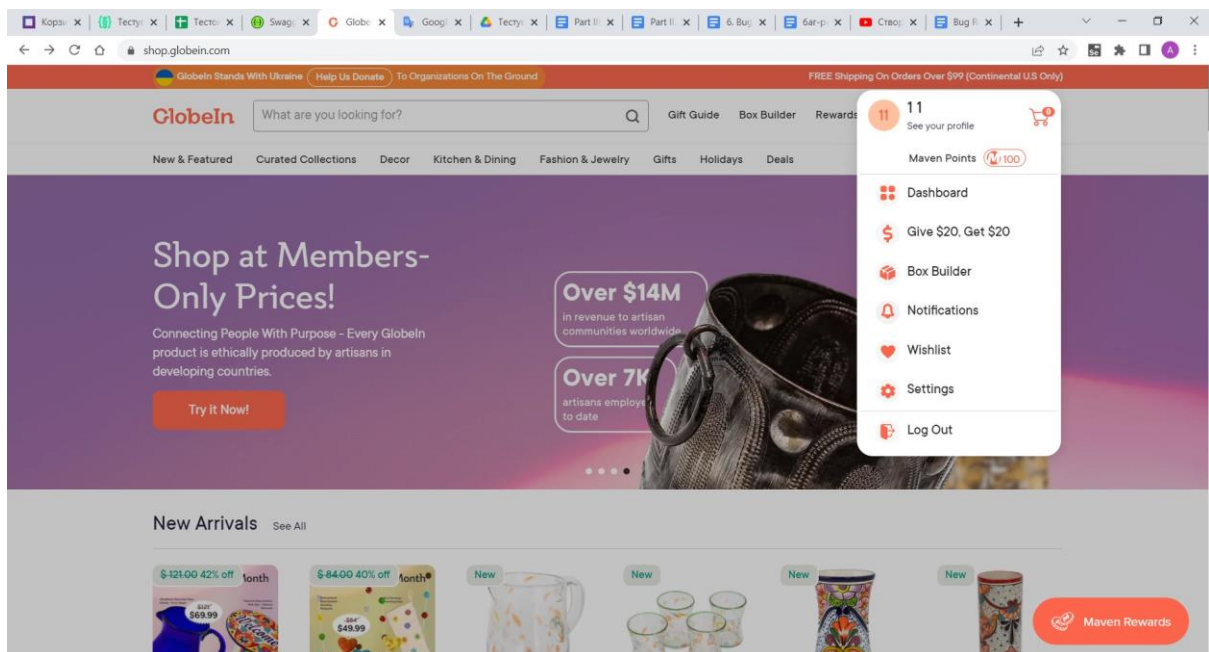 Корзи
Тесту
Тесто
Swag
Globe
Googl
Тесту
Part II
Part II.
6. Bug
баг-р
Створ
Bug R
shop.globein.com
GlobeIn Stands With Ukraine Help Us Donate To Organizations On The Ground
FREE Shipping On Orders Over $99 (Continental U.S Only)
GlobeIn
What are you looking for?
Gift Guide
Box Builder
Rewards
11
11
See your profile
0
Maven Points
100
New & Featured
Curated Collections
Decor
Kitchen & Dining
Fashion & Jewelry
Gifts
Holidays
Deals
Dashboard
Give $20, Get $20
Box Builder
Notifications
Wishlist
Settings
Log Out
Shop at Members-
Only Prices!
Connecting People With Purpose - Every GlobeIn
product is ethically produced by artisans in
developing countries.
Try it Now!
Over $14M
in revenue to artisan
communities worldwide
Over 7K
artisans employe
to date
New Arrivals
See All
$ 121.00 42% off
Month
$121
$69.99
Welcome
$ 84.00 40% off
Month
$84
$49.99
New
New
New
New
Maven Rewards